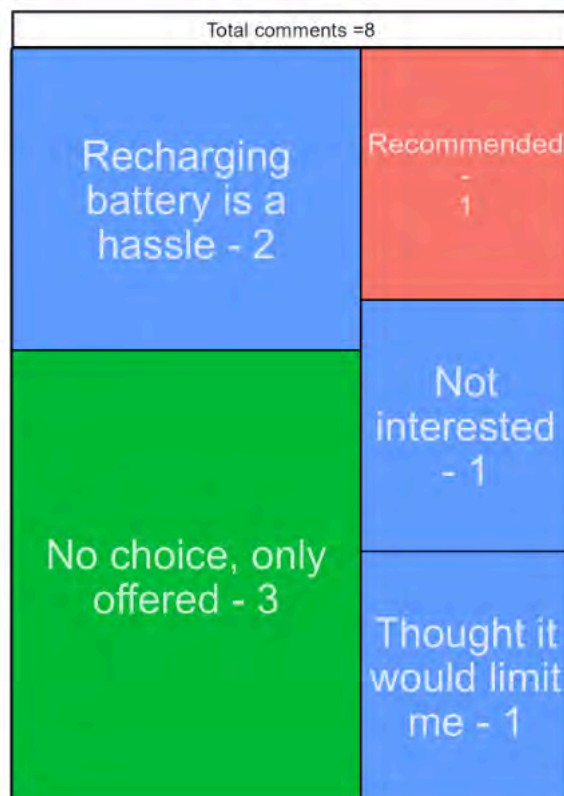 Total comments =8
Recharging
battery is a
hassle - 2
Recommended
-
1
Not
interested
- 1
No choice, only
offered - 3
Thought it
would limit
me - 1